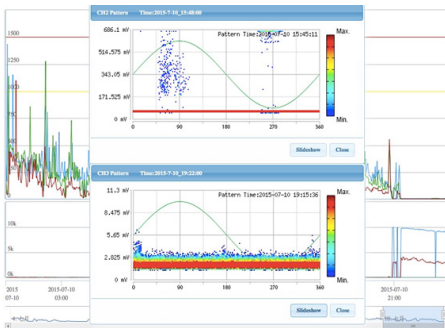 CH3 Pattern Time:2015-7-10_15:48:00
686.1 mV
Pattern Time:2015-07-10 15:45:11
Max.
514.575 mV
343.05 mV
171.525 mV
0 mV
Min.
0 90 180 270 360
Slideshow Close
CH3 Pattern Time:2015-7-10_19:22:00
11.3 mV
Pattern Time:2015-07-10 19:15:36
Max.
8.475 mV
5.65 mV
2.825 mV
0 mV
Min.
0 90 180 270 360
Slideshow Close
1500
1250
1000
10k
5k
0k
2015
07-10
2015-07-10
03:00
2015-07-10
21:00